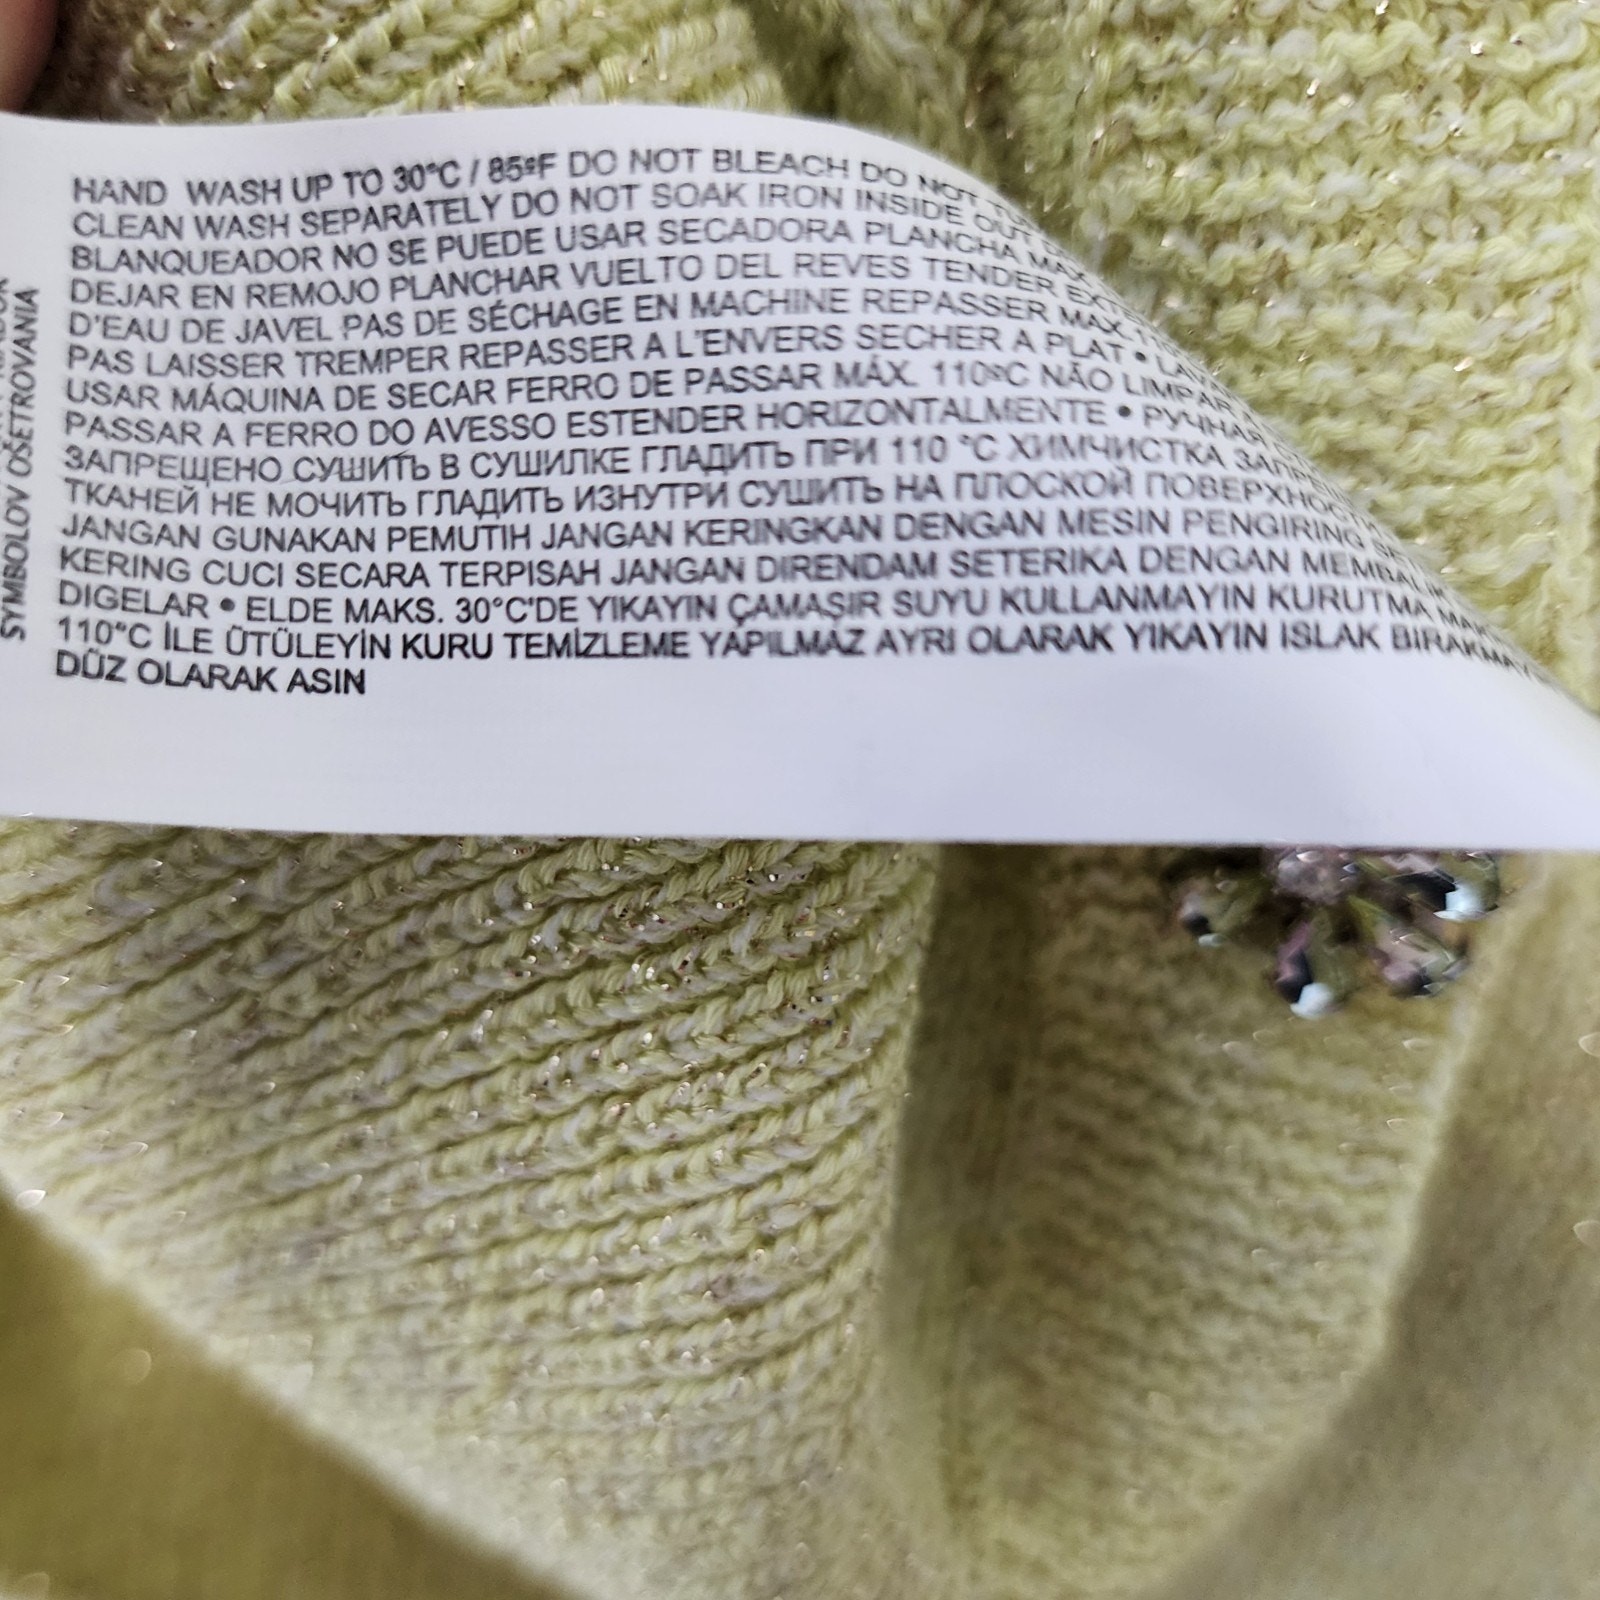 HAND WASH UP TO 30°C / 85ºF DO NOT BLEACH DO NOT
CLEAN WASH SEPARATELY DO NOT SOAK IRON INSIDE OUT
BLANQUEADOR NO SE PUEDE USAR SECADORA PLANCHA MAX
DEJAR EN REMOJO PLANCHAR VUELTO DEL REVES TENDER
D'EAU DE JAVEL PAS DE SÉCHAGE EN MACHINE REPASSER MAX.
PAS LAISSER TREMPER REPASSER A L'ENVERS SECHER A PLAT •
USAR MÁQUINA DE SECAR FERRO DE PASSAR MÁX. 110ºC NÃO LIMPAR
PASSAR A FERRO DO AVESSO ESTENDER HORIZONTALMENTE • РУЧНАЯ
ЗАПРЕЩЕНО СУШИТЬ В СУШИЛКЕ ГЛАДИТЬ ПРИ 110 °C ХИМЧИСТКА
ТКАНЕЙ НЕ МОЧИТЬ ГЛАДИТЬ ИЗНУТРИ СУШИТЬ НА ПЛОСКОЙ ПОВЕРХНОСТИ
JANGAN GUNAKAN PEMUTIH JANGAN KERINGKAN DENGAN MESIN PENGIRING
KERING CUCI SECARA TERPISAH JANGAN DIRENDAM SETERIKA DENGAN
DIGELAR • ELDE MAKS. 30°C'DE YIKAYIN ÇAMAŞIR SUYU KULLANMAYIN KURUTMA
110°C İLE ÜTÜLEYİN KURU TEMİZLEME YAPILMAZ AYRI OLARAK YIKAYIN ISLAK
DÜZ OLARAK ASIN
SYMBOLOV OŠETROVANIA